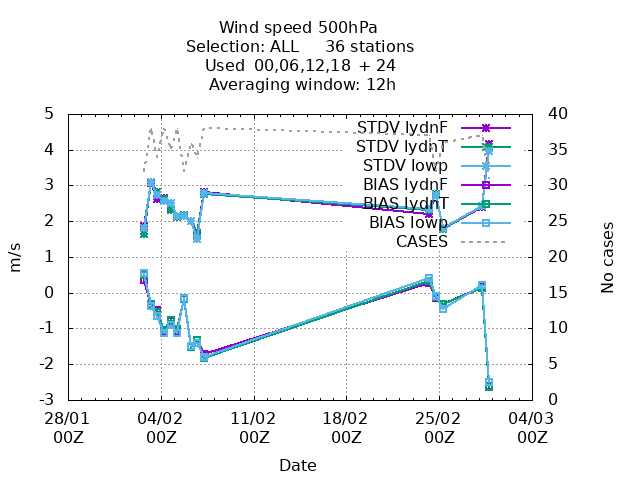 Wind speed 500hPa
Selection: ALL 36 stations
Used 00,06,12,18 + 24
Averaging window: 12h
5
4
3
2
1
0
-1
-2
-3
m/s
40
35
30
25
20
15
10
5
0
No cases
STDV lydnF
STDV lydnT
STDV lowp
BIAS lydnF
BIAS lydnT
BIAS lowp
CASES
28/01 04/02 11/02 18/02 25/02 04/03
00Z 00Z 00Z 00Z 00Z 00Z
Date